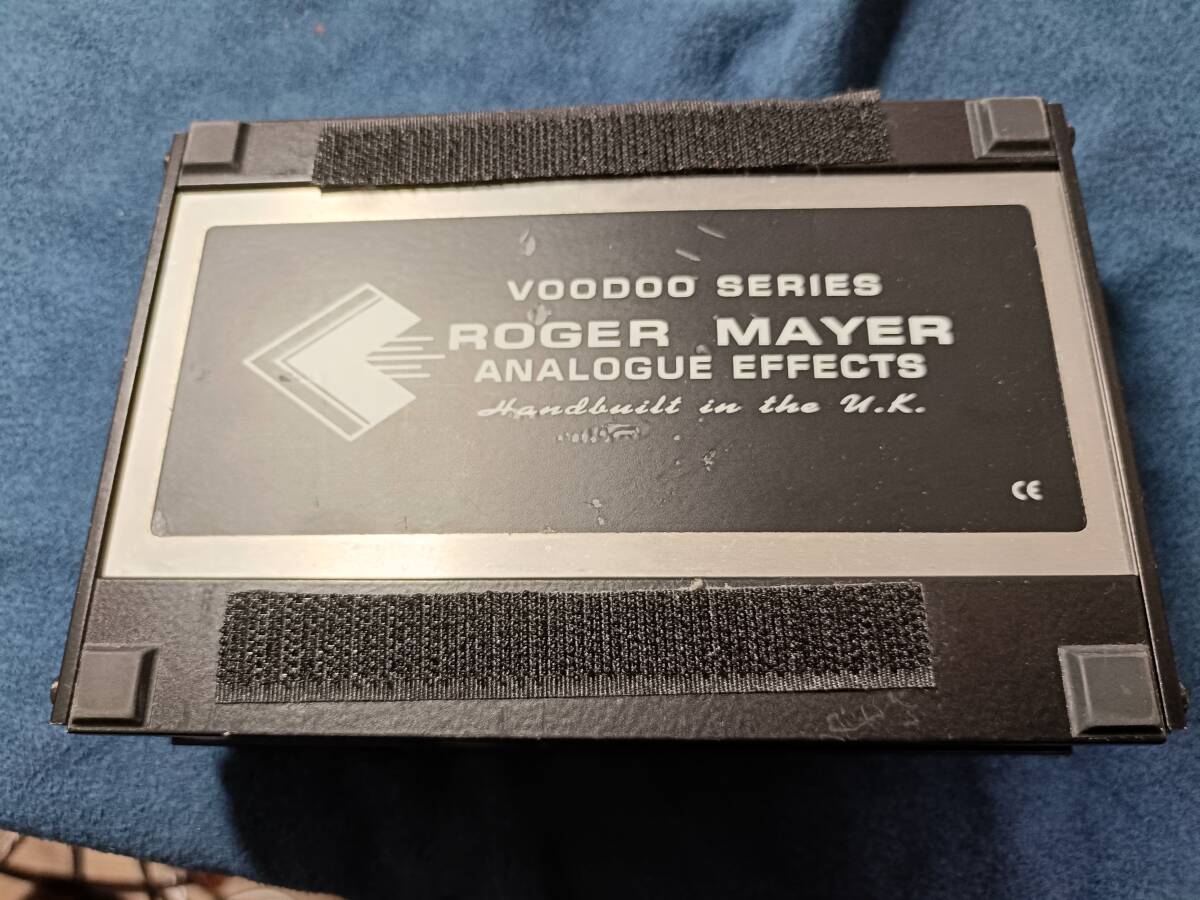 VOODOO SERIES
ROGER MAYER
ANALOGUE EFFECTS
Handbuilt in the U.K.
CE